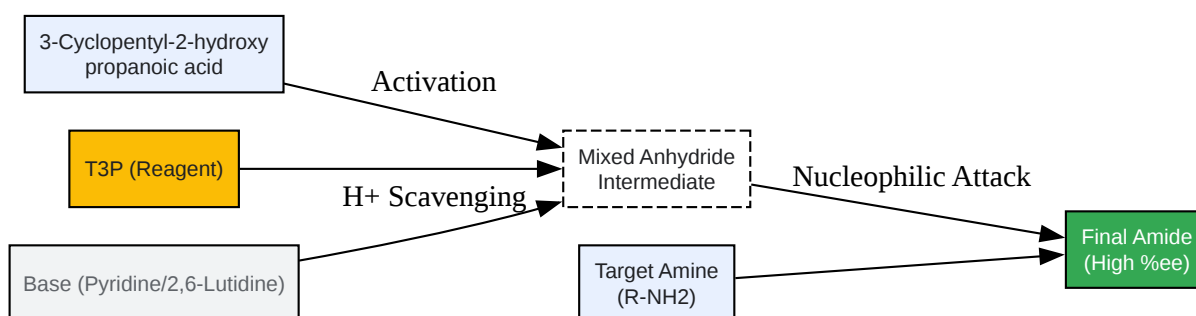 3-Cyclopentyl-2-hydroxy
propanoic acid
Activation
T3P (Reagent)
Mixed Anhydride
Intermediate
H+ Scavenging
Nucleophilic Attack
Base (Pyridine/2,6-Lutidine)
Target Amine
(R-NH2)
Final Amide
(High %ee)